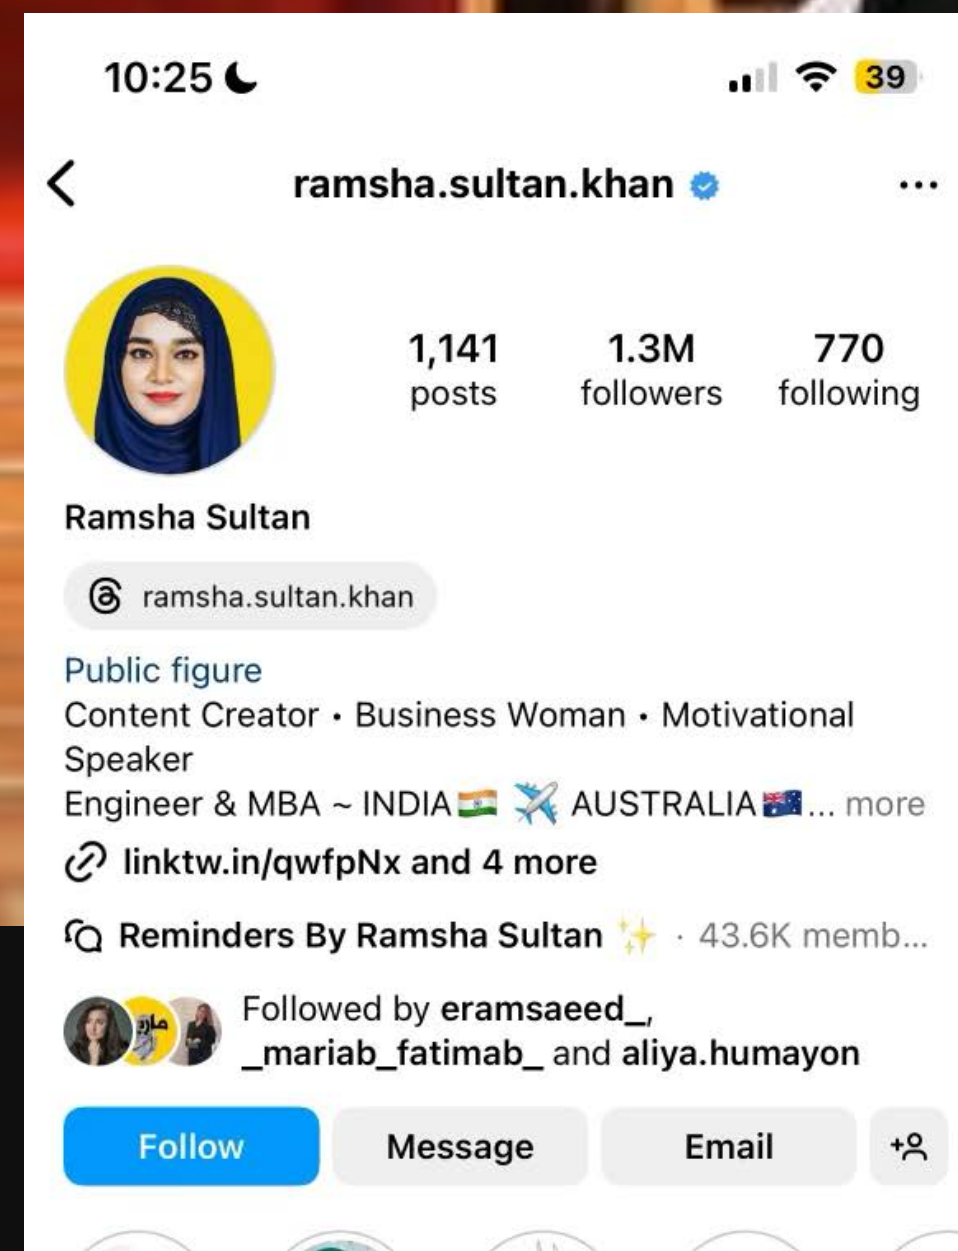 10:25
39
ramsha.sultan.khan
1,141 1.3M 770
posts followers following
Ramsha Sultan
ramsha.sultan.khan
Public figure
Content Creator • Business Woman • Motivational
Speaker
Engineer & MBA ~ INDIA🇮🇳 ✈️ AUSTRALIA🇦🇺... more
linktw.in/qwfpNx and 4 more
Reminders By Ramsha Sultan ✨ · 43.6K memb...
Followed by eramsaeed_,
_mariab_fatimab_ and aliya.humayon
Follow Message Email